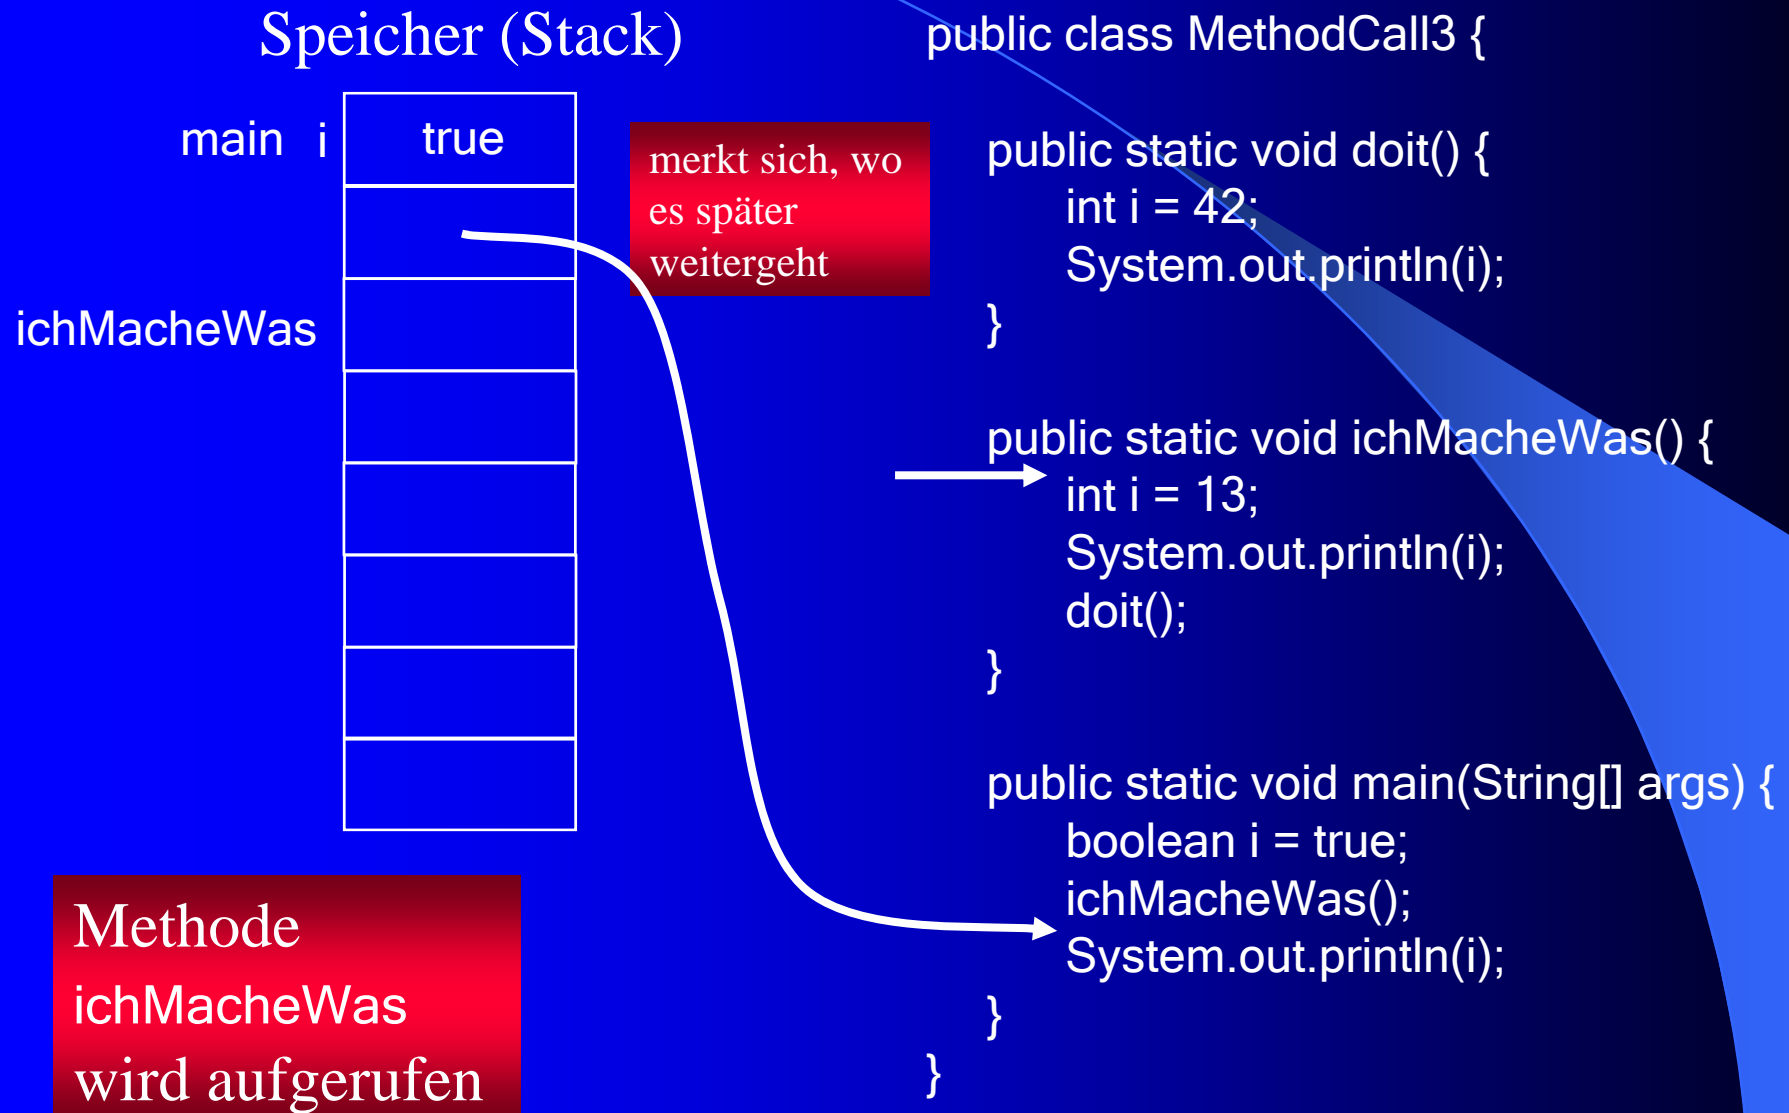 Speicher (Stack)
main i true
ichMacheWas
merkt sich, wo
es später
weitergeht
Methode
ichMacheWas
wird aufgerufen
public class MethodCall3 {
public static void doit() {
int i = 42;
System.out.println(i);
}
public static void ichMacheWas() {
int i = 13;
System.out.println(i);
doit();
}
public static void main(String[] args) {
boolean i = true;
ichMacheWas();
System.out.println(i);
}
}